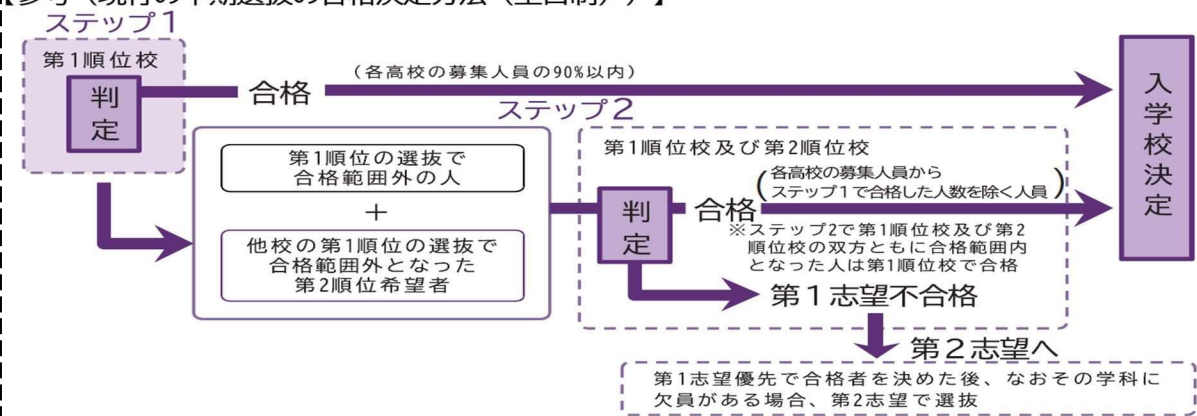 ステップ1
第1順位校
判
定
合格
(各高校の募集人員の90%以内)
ステップ2
第1順位の選抜で
合格範囲外の人
+
他校の第1順位の選抜で
合格範囲外となった
第2順位希望者
第1順位校及び第2順位校
判
定
合格
(各高校の募集人員から
ステップ1で合格した人数を除く人員)
※ステップ2で第1順位校及び第2
順位校の双方ともに合格範囲内
となった人は第1順位校で合格
第1志望不合格
第2志望へ
第1志望優先で合格者を決めた後、なおその学科に
欠員がある場合、第2志望で選抜
入
学
校
決
定